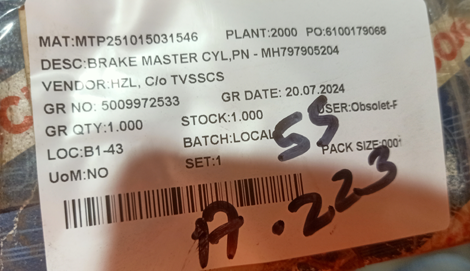 MAT:MTP251015031546 PLANT:2000 PO:6100179068
DESC:BRAKE MASTER CYL,PN - MH797905204
VENDOR:HZL, C/o TVSSCS
GR NO: 5009972533 GR DATE: 20.07.2024
GR QTY:1.000 STOCK:1.000 USER:Obsolet-F
LOC:B1-43 BATCH:LOCAL 55 PACK SIZE:0001
UoM:NO SET:1
A.223